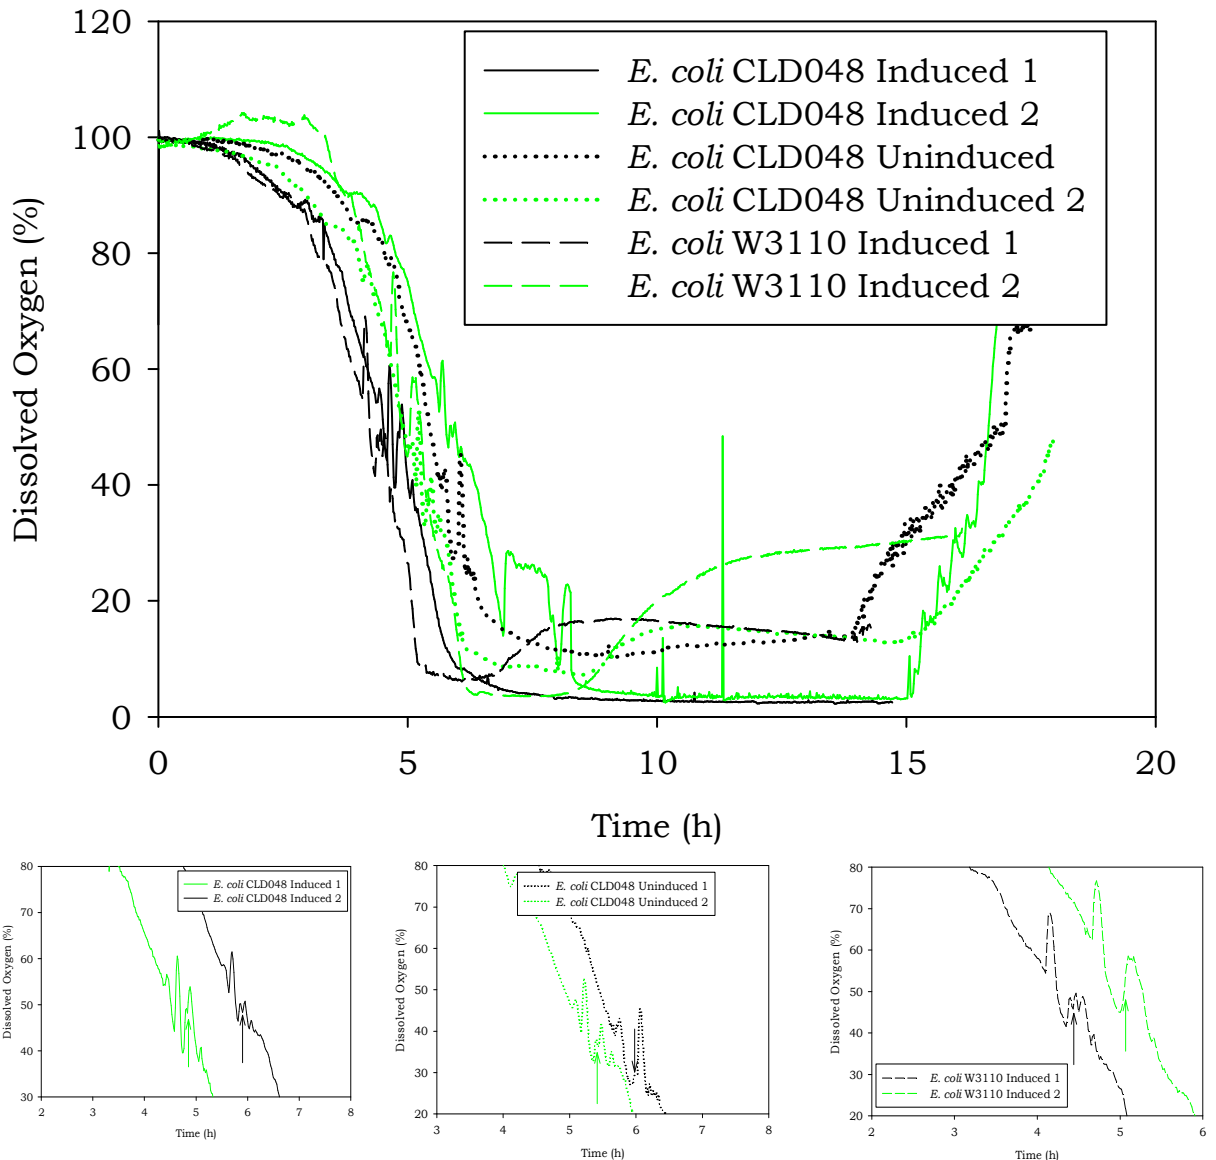 120
100
80
60
40
20
0
Disssolved Oxygen (%)
E. coli CLD048 Induced 1
E. coli CLD048 Induced 2
E. coli CLD048 Uninduced
E. coli CLD048 Uninduced 2
E. coli W3110 Induced 1
E. coli W3110 Induced 2
0 5 10 15 20
Time (h)
80
70
60
50
40
30
Dissolved Oxygen (%)
E. coli CLD048 Induced 1
E. coli CLD048 Induced 2
2 3 4 5 6 7 8
Time (h)
80
70
60
50
40
30
20
Dissolved Oxygen (%)
E. coli CLD048 Uninduced 1
E. coli CLD048 Uninduced 2
3 4 5 6 7 8
Time (h)
80
70
60
50
40
30
20
Dissolved Oxygen (%)
E. coli W3110 Induced 1
E. coli W3110 Induced 2
2 3 4 5 6
Time (h)